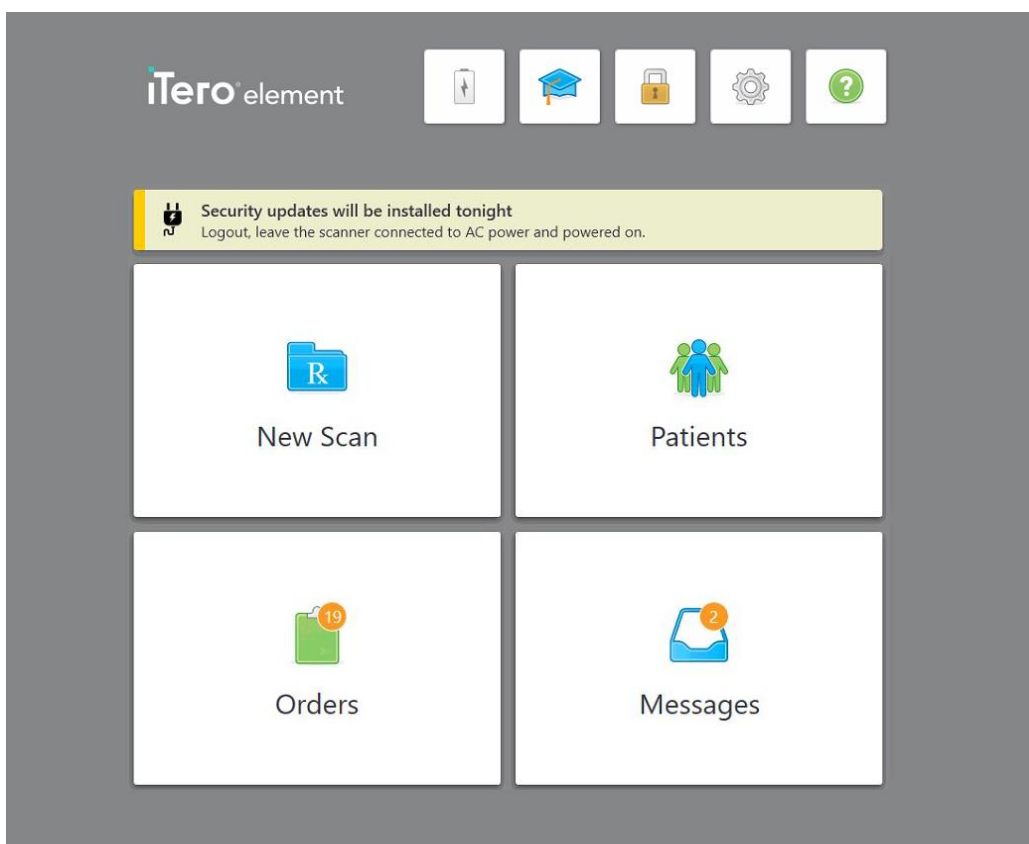 iTero element
?
Security updates will be installed tonight
Logout, leave the scanner connected to AC power and powered on.
Rx
New Scan
Patients
19
Orders
2
Messages